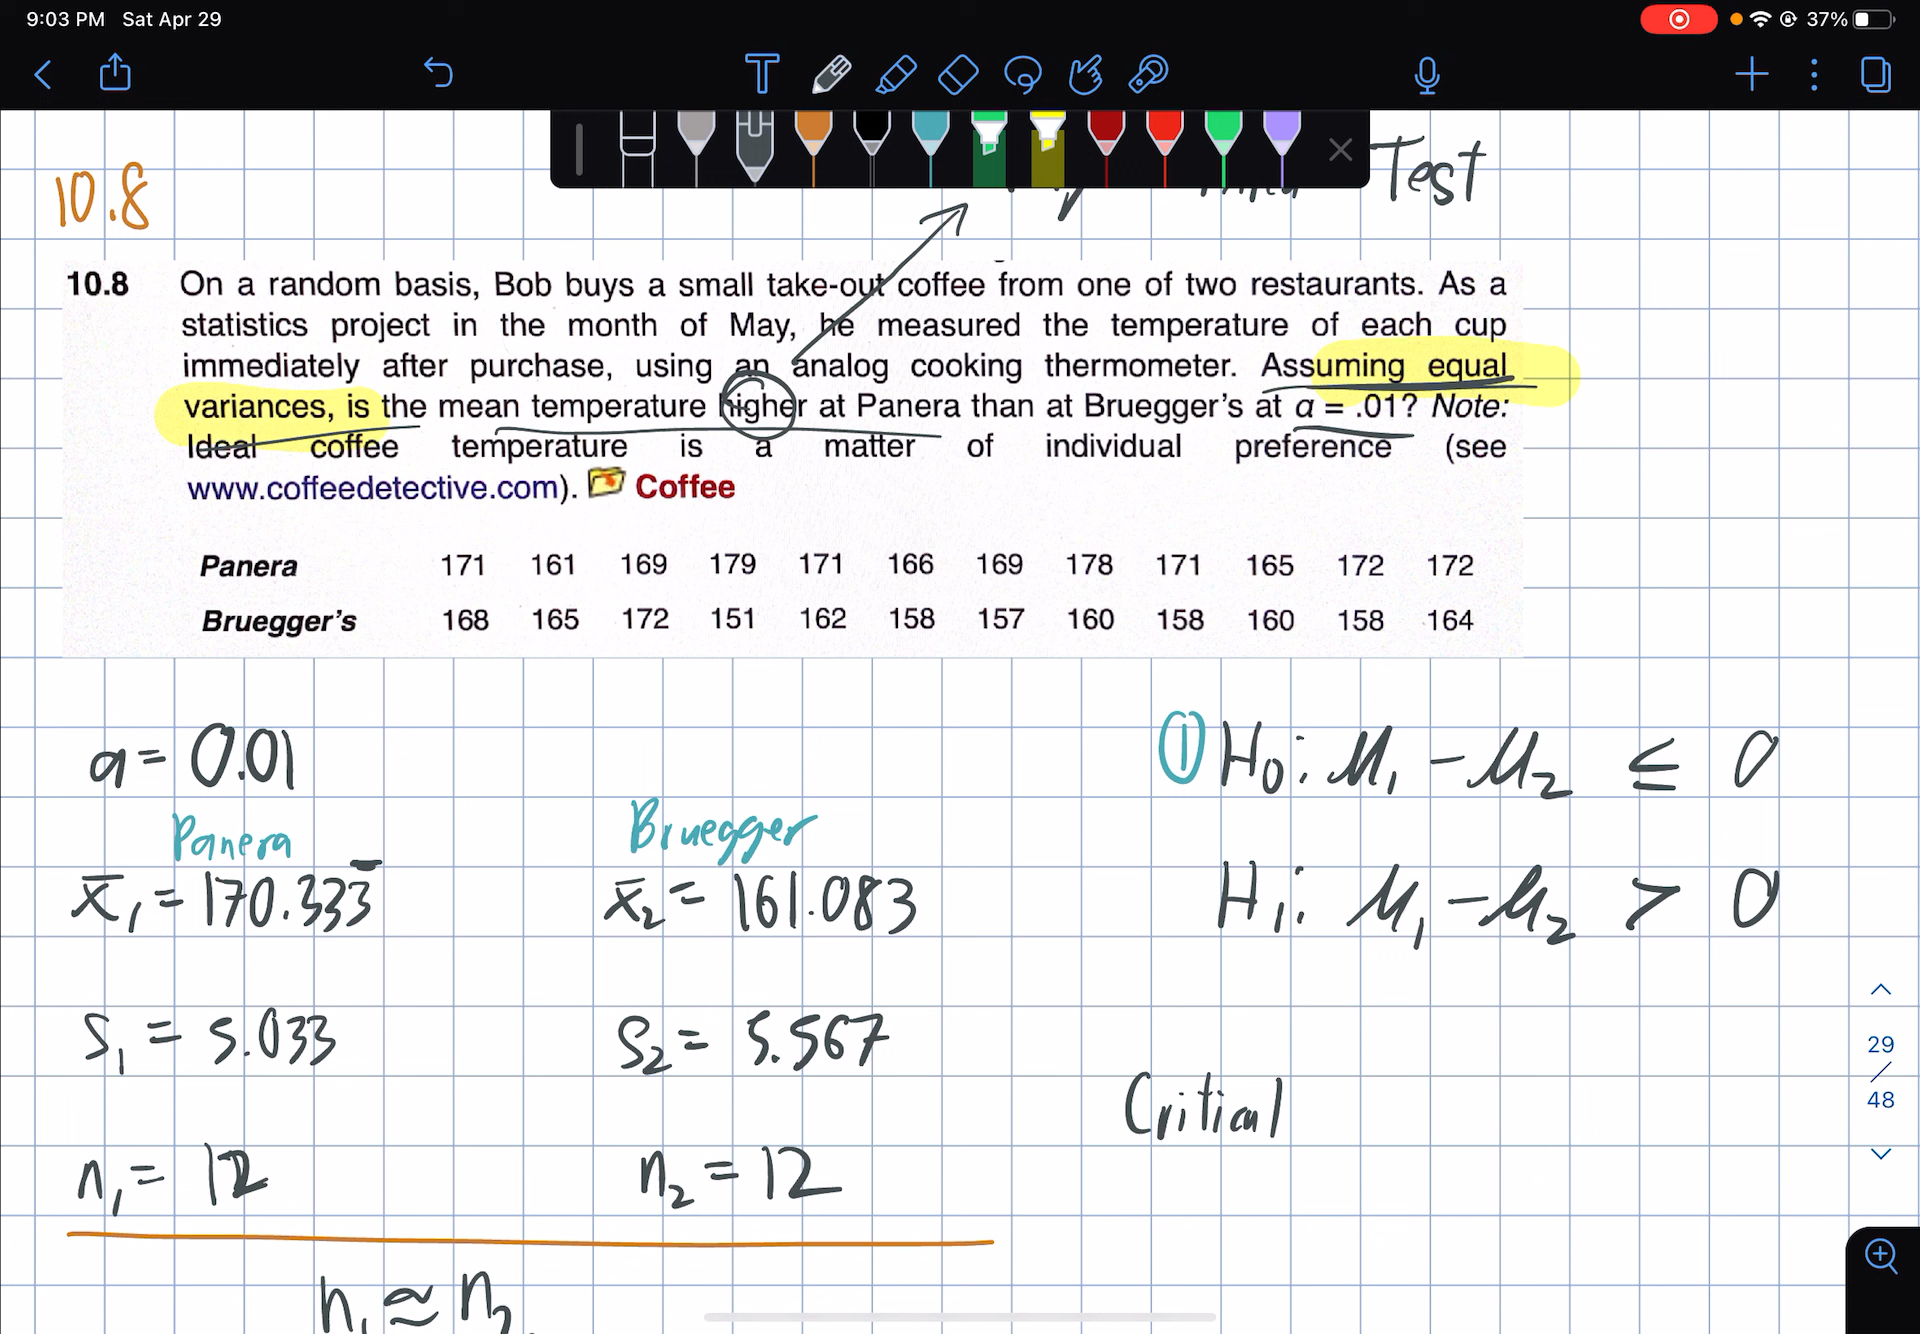 9:03 PM Sat Apr 29
37%
Test
10.8
10.8 On a random basis, Bob buys a small take-out coffee from one of two restaurants. As a
statistics project in the month of May, he measured the temperature of each cup
immediately after purchase, using an analog cooking thermometer. Assuming equal
variances, is the mean temperature higher at Panera than at Bruegger's at α = .01? Note:
Ideal coffee temperature is a matter of individual preference (see
www.coffeedetective.com). Coffee
Panera 171 161 169 179 171 166 169 178 171 165 172 172
Bruegger's 168 165 172 151 162 158 157 160 158 160 158 164
α = 0.01
Panera
x̄₁ = 170.333̅
S₁ = 5.033
n₁ = 12
Bruegger
x̄₂ = 161.083
S₂ = 5.567
n₂ = 12
n₁ ≈ n₂
① H₀: μ₁ - μ₂ ≤ 0
H₁: μ₁ - μ₂ > 0
Critical
29
/
48